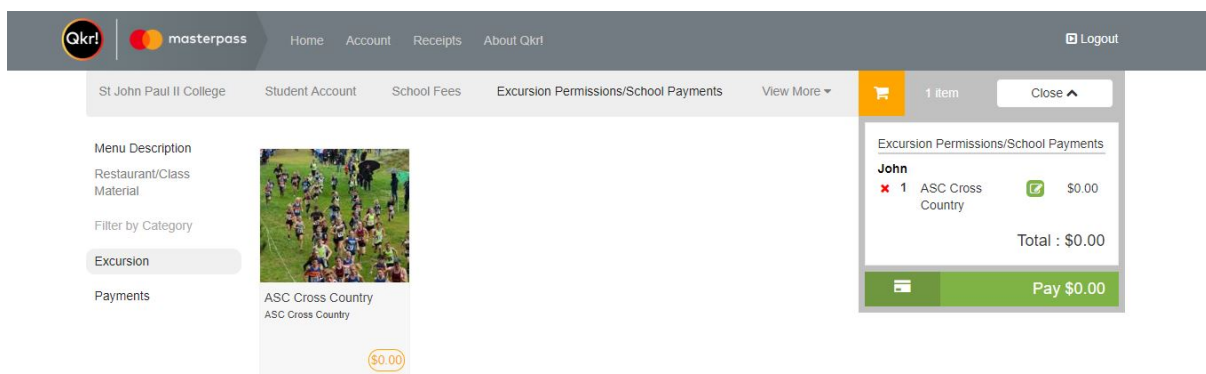 Qkr! masterpass Home Account Receipts About Qkr! Logout
St John Paul II College Student Account School Fees Excursion Permissions/School Payments View More 1 item Close
Menu Description
Restaurant/Class
Material
Filter by Category
Excursion
Payments
ASC Cross Country
ASC Cross Country
$0.00
Excursion Permissions/School Payments
John
1 ASC Cross $0.00
Country
Total : $0.00
Pay $0.00